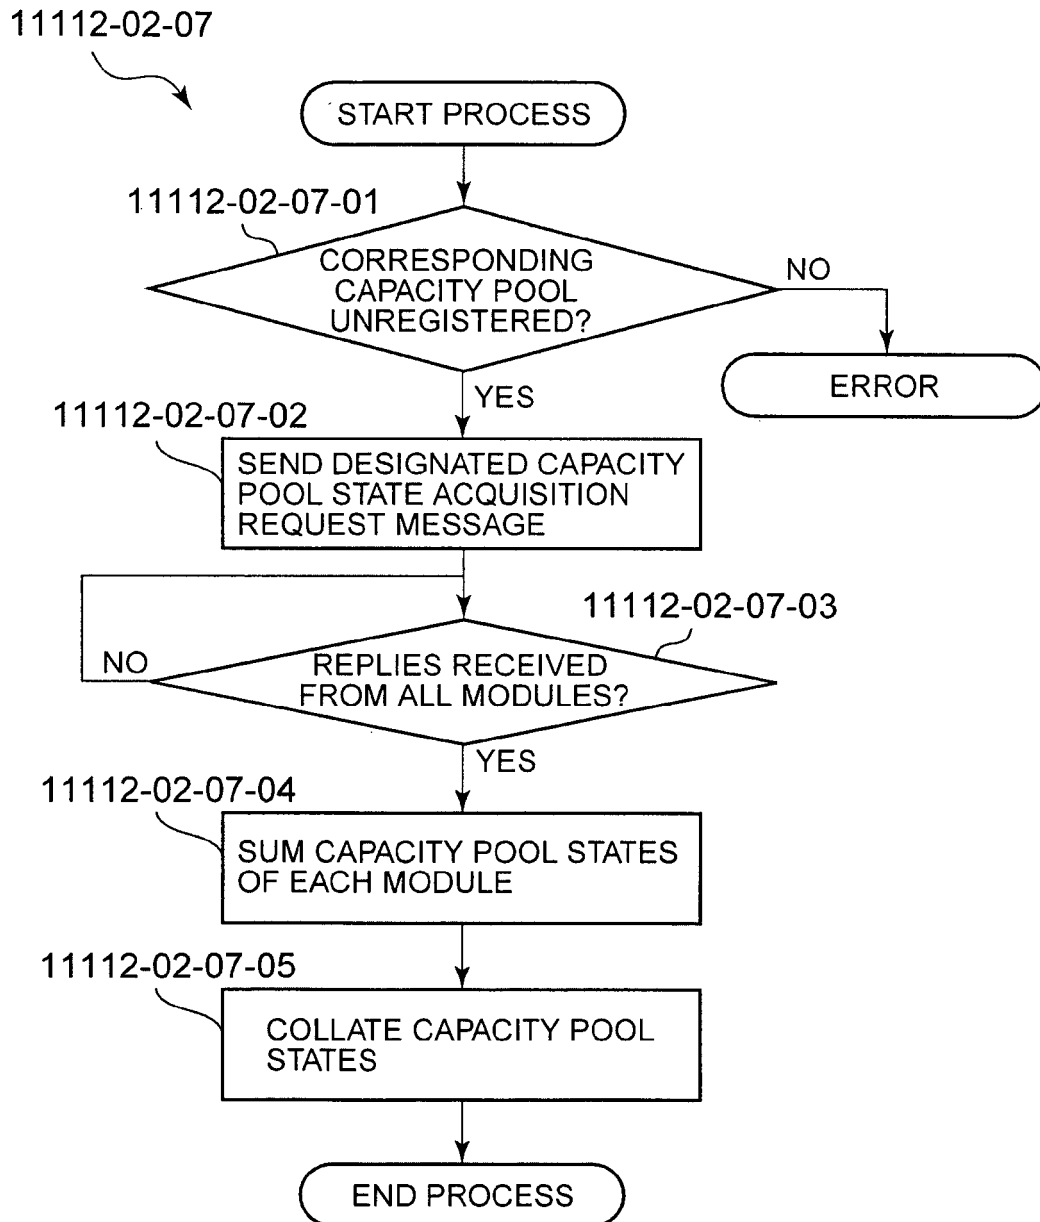 11112-02-07
START PROCESS
11112-02-07-01
CORRESPONDING
CAPACITY POOL
UNREGISTERED?
NO
ERROR
YES
11112-02-07-02
SEND DESIGNATED CAPACITY
POOL STATE ACQUISITION
REQUEST MESSAGE
11112-02-07-03
NO
REPLIES RECEIVED
FROM ALL MODULES?
YES
11112-02-07-04
SUM CAPACITY POOL STATES
OF EACH MODULE
11112-02-07-05
COLLATE CAPACITY POOL
STATES
END PROCESS